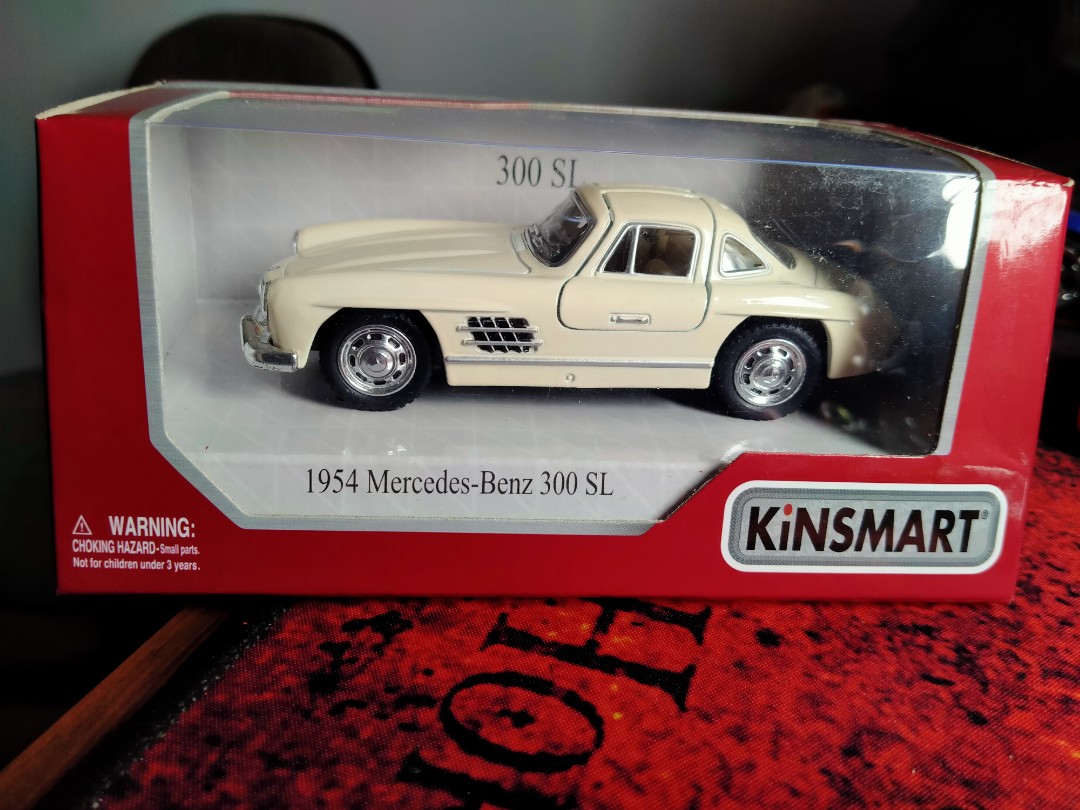 300 SL
1954 Mercedes-Benz 300 SL
WARNING:
CHOKING HAZARD-Small parts.
Not for children under 3 years.
KiNSMART®